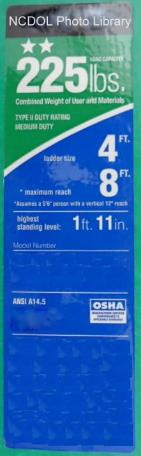 NCDOL Photo Library
LOAD CAPACITY
225 lbs.
Combined Weight of User and Materials
TYPE II DUTY RATING
MEDIUM DUTY
ladder size 4 FT.
* maximum reach 8 FT.
*Assumes a 5'6" person with a vertical 12" reach
highest standing level: 1ft. 11in.
Model Number
ANSI A14.5
OSHA